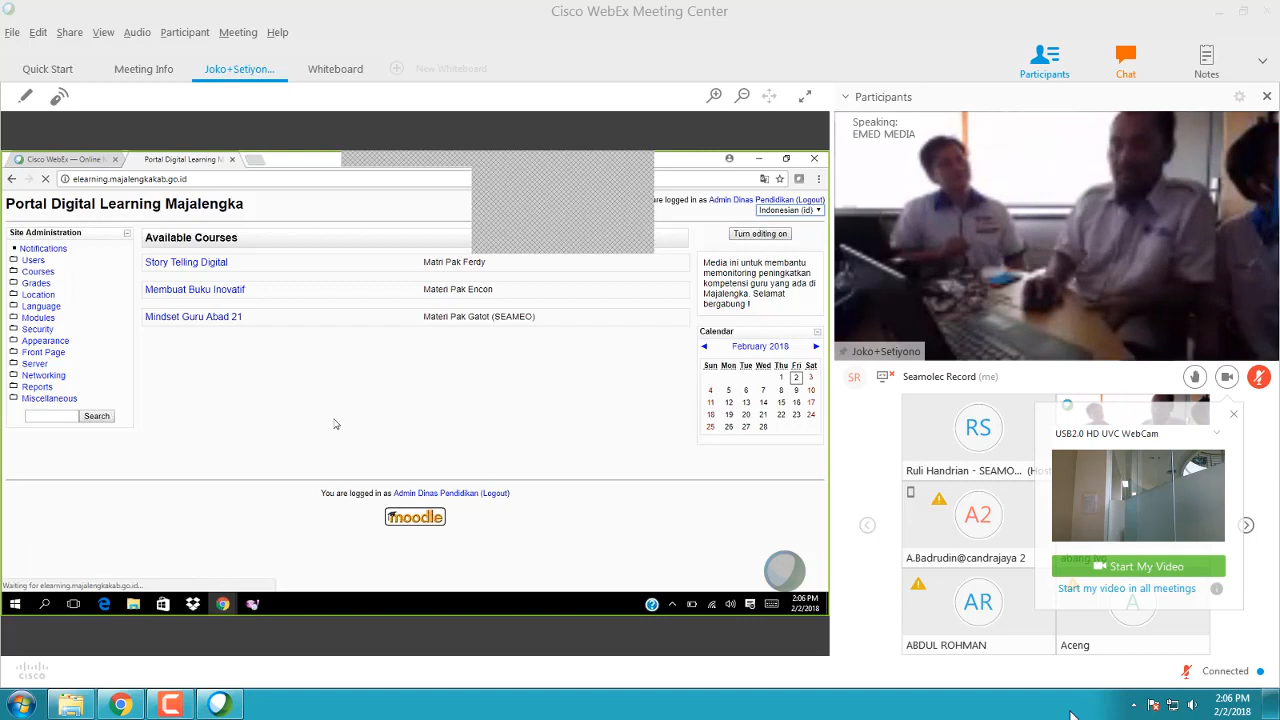 Cisco WebEx Meeting Center
File Edit Share View Audio Participant Meeting Help
Quick Start Meeting Info Joko+Setiyon... Whiteboard New Whiteboard
Participants Chat Notes
Participants
Speaking:
EMED MEDIA
Joko+Setiyono
Cisco WebEx — Online M Portal Digital Learning M
elearning.majalengkakab.go.id
Portal Digital Learning Majalengka
are logged in as Admin Dinas Pendidikan (Logout)
Indonesian (id)
Turn editing on
Site Administration
Notifications
Users
Courses
Grades
Location
Language
Modules
Security
Appearance
Front Page
Server
Networking
Reports
Miscellaneous
Search
Available Courses
Story Telling Digital Matri Pak Ferdy
Membuat Buku Inovatif Materi Pak Encon
Mindset Guru Abad 21 Materi Pak Gatot (SEAMEO)
Media ini untuk membantu
memonitoring peningkatkan
kompetensi guru yang ada di
Majalengka. Selamat
bergabung !
Calendar
February 2018
Sun Mon Tue Wed Thu Fri Sat
1 2 3
4 5 6 7 8 9 10
11 12 13 14 15 16 17
18 19 20 21 22 23 24
25 26 27 28
You are logged in as Admin Dinas Pendidikan (Logout)
moodle
Waiting for elearning.majalengkakab.go.id...
2:06 PM
2/2/2018
SR Seamolec Record (me)
RS
Ruli Handrian - SEAMO... (Host
A2
A.Badrudin@candrajaya 2
AR
ABDUL ROHMAN
USB2.0 HD UVC WebCam
Start My Video
Start my video in all meetings
abang ivo
A
Aceng
cisco
Connected
2:06 PM
2/2/2018